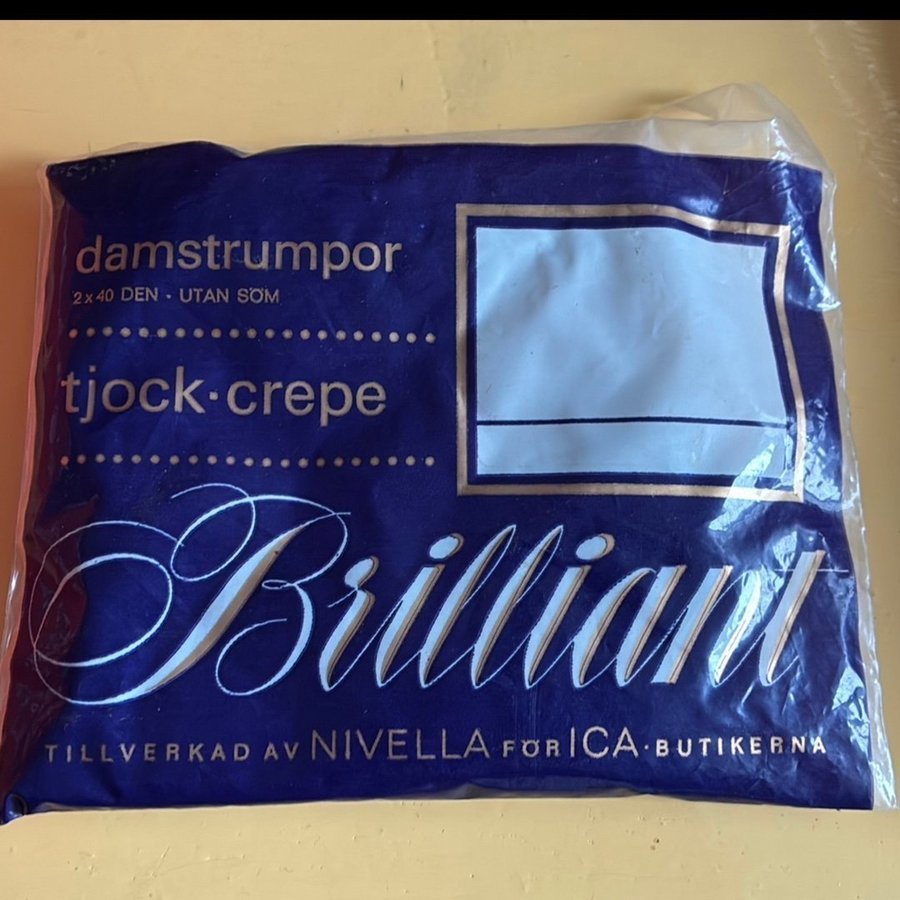 damstrumpor
2 x 40 DEN · UTAN SÖM
tjock·crepe
Brilliant
TILLVERKAD AV NIVELLA FÖR ICA·BUTIKERNA